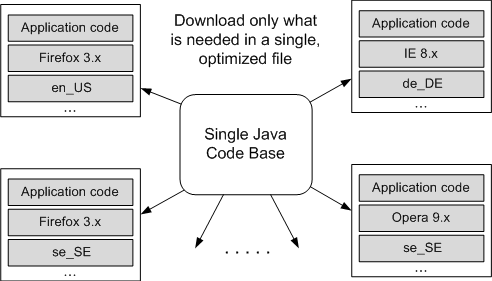 Application code
Firefox 3.x
en_US
...
Download only what
is needed in a single,
optimized file
Application code
IE 8.x
de_DE
...
Single Java
Code Base
Application code
Firefox 3.x
se_SE
...
. . . . .
Application code
Opera 9.x
se_SE
...